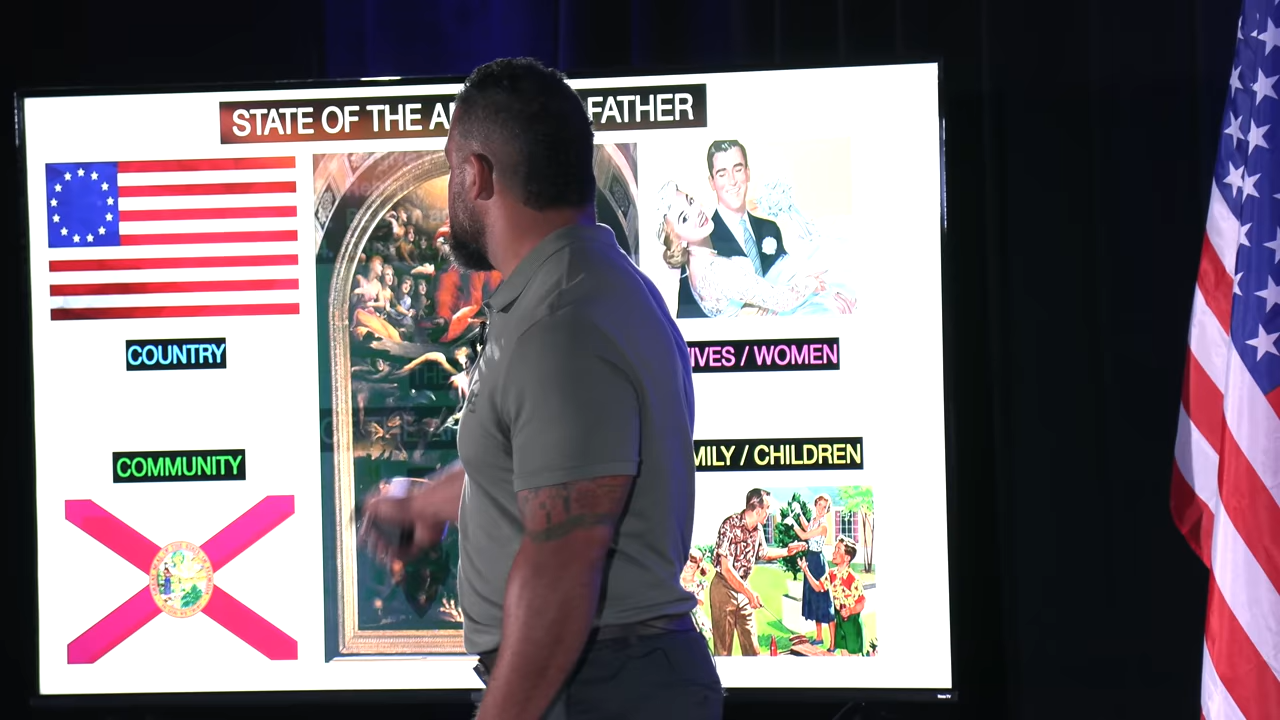 STATE OF THE A FATHER
COUNTRY
IVES / WOMEN
COMMUNITY
MILY / CHILDREN